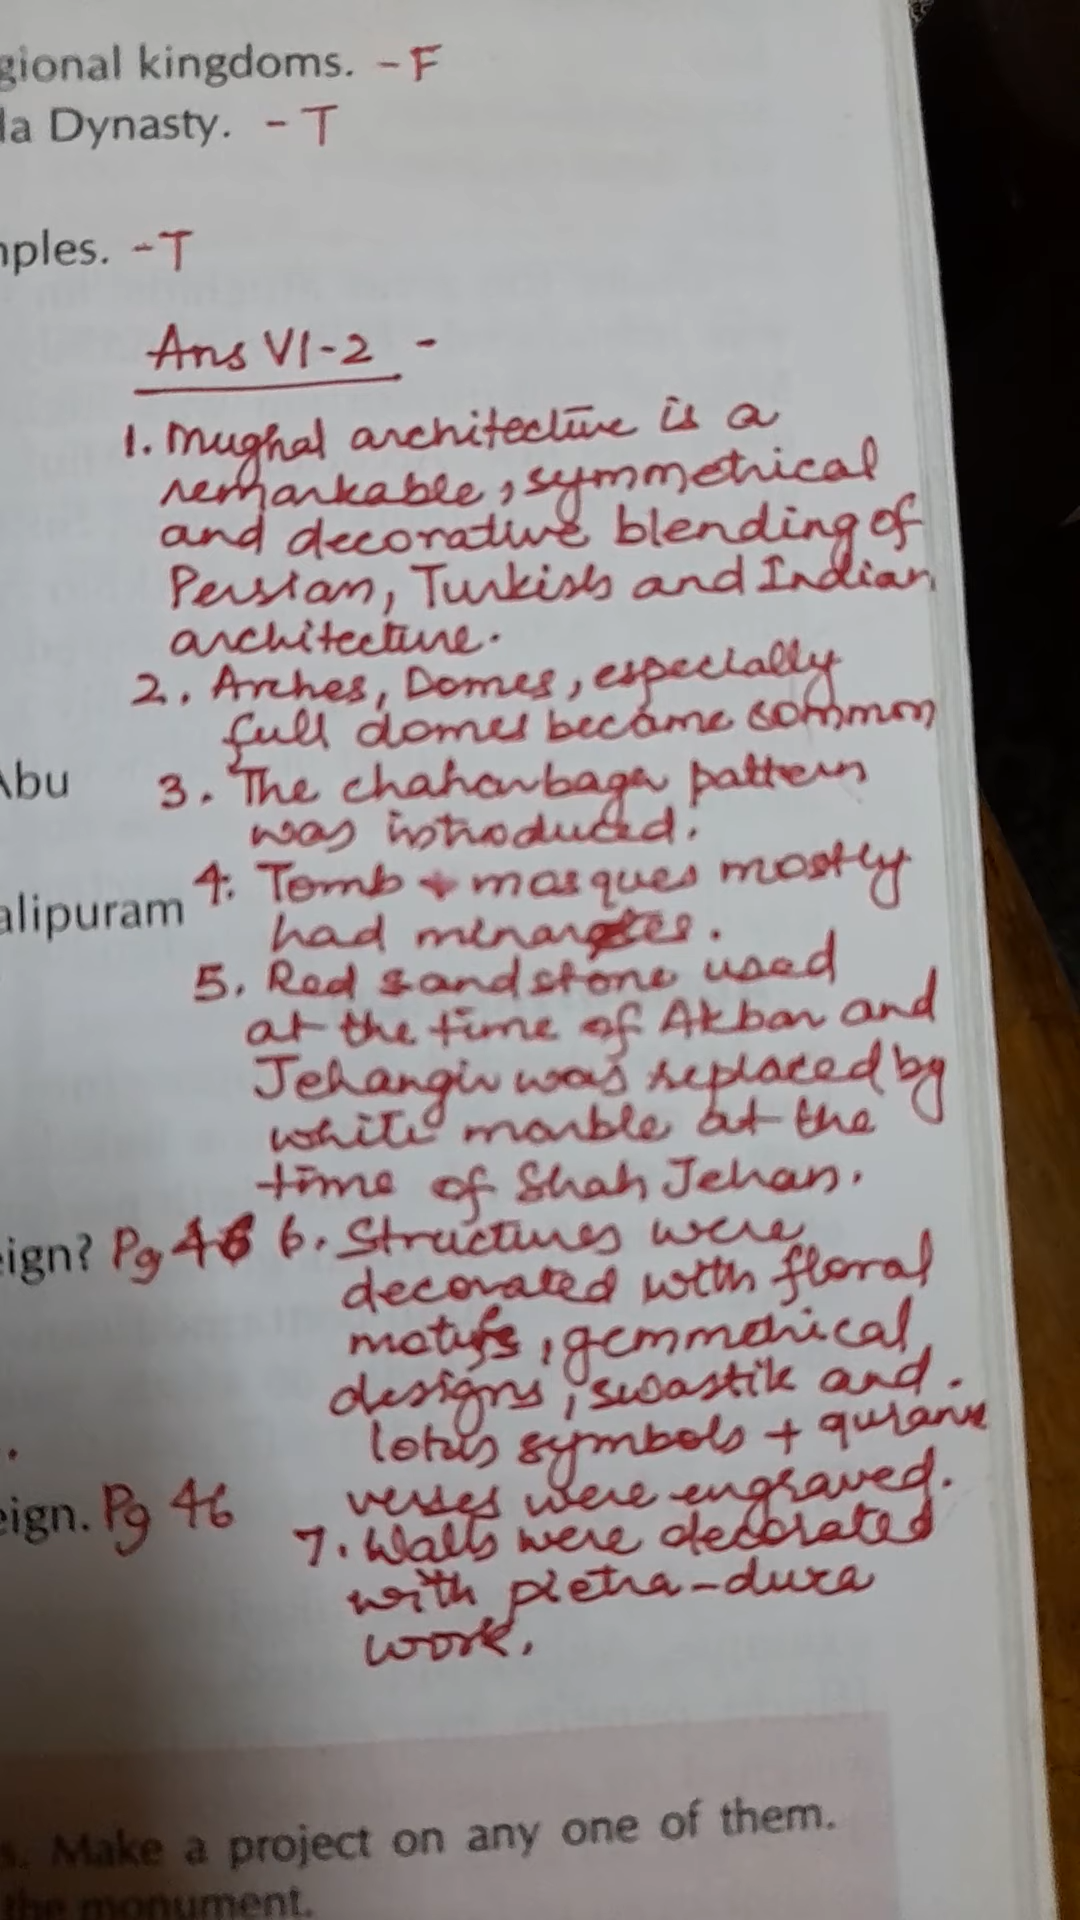 gional kingdoms. - F
la Dynasty. - T
nples. - T
Ans VI-2 -
1. Mughal architecture is a
remarkable, symmetrical
and decorative blending of
Persian, Turkish and Indian
architecture.
2. Arches, Domes, especially
full domes became common
Abu
3. The chaharbagh pattern
was introduced.
4. Tomb + mosques mostly
alipuram
had minarates.
5. Red sandstone used
at the time of Akbar and
Jehangir was replaced by
white marble at the
time of Shah Jehan.
eign? Pg 46
6. Structures were
decorated with floral
motifs, gemmetrical
designs, swastik and
lotus symbols + quranic
verses were engraved.
eign. Pg 46
7. Walls were decorated
with pietra-dura
work.
s. Make a project on any one of them.
the monument.